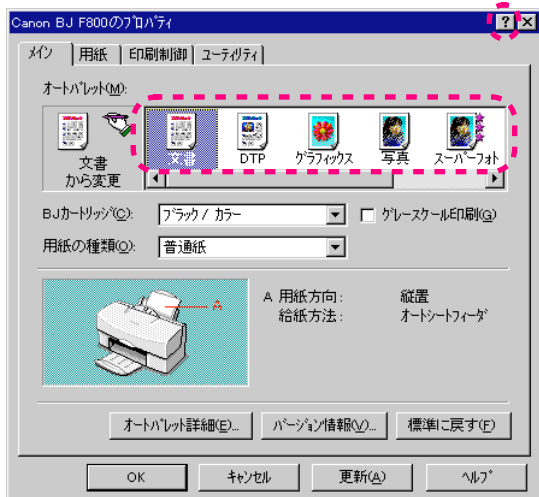 Canon BJ F800のﾌﾟﾛﾊﾟﾃｨ
ﾒｲﾝ 用紙 印刷制御 ﾕｰﾃｨﾘﾃｨ
ｵｰﾄﾊﾟﾚｯﾄ(M):
文書
から変更
文書 DTP ｸﾞﾗﾌｨｯｸｽ 写真 ｽｰﾊﾟｰﾌｫﾄ
BJｶｰﾄﾘｯｼﾞ(C): ﾌﾞﾗｯｸ / ｶﾗｰ ｸﾞﾚｰｽｹｰﾙ印刷(G)
用紙の種類(O): 普通紙
A
A 用紙方向: 縦置
給紙方法: ｵｰﾄｼｰﾄﾌｨｰﾀﾞ
ｵｰﾄﾊﾟﾚｯﾄ詳細(E)... ﾊﾞｰｼﾞｮﾝ情報(V)... 標準に戻す(F)
OK ｷｬﾝｾﾙ 更新(A) ﾍﾙﾌﾟ